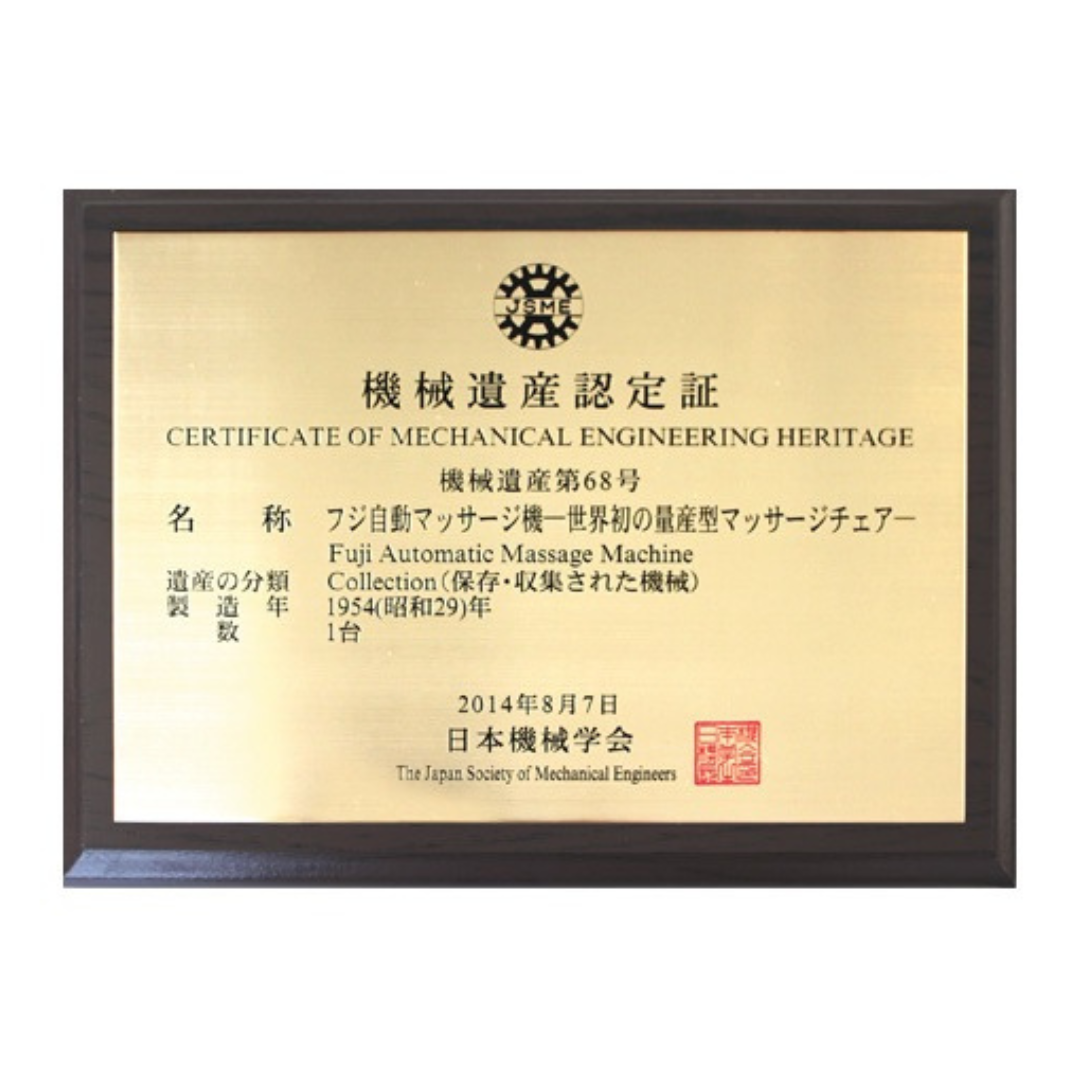 JSME
機械遺産認定証
CERTIFICATE OF MECHANICAL ENGINEERING HERITAGE
機械遺産第68号
名 称 フジ自動マッサージ機―世界初の量産型マッサージチェア―
Fuji Automatic Massage Machine
遺産の分類 Collection(保存・収集された機械)
製 造 年 1954(昭和29)年
数 1台
2014年8月7日
日本機械学会
The Japan Society of Mechanical Engineers